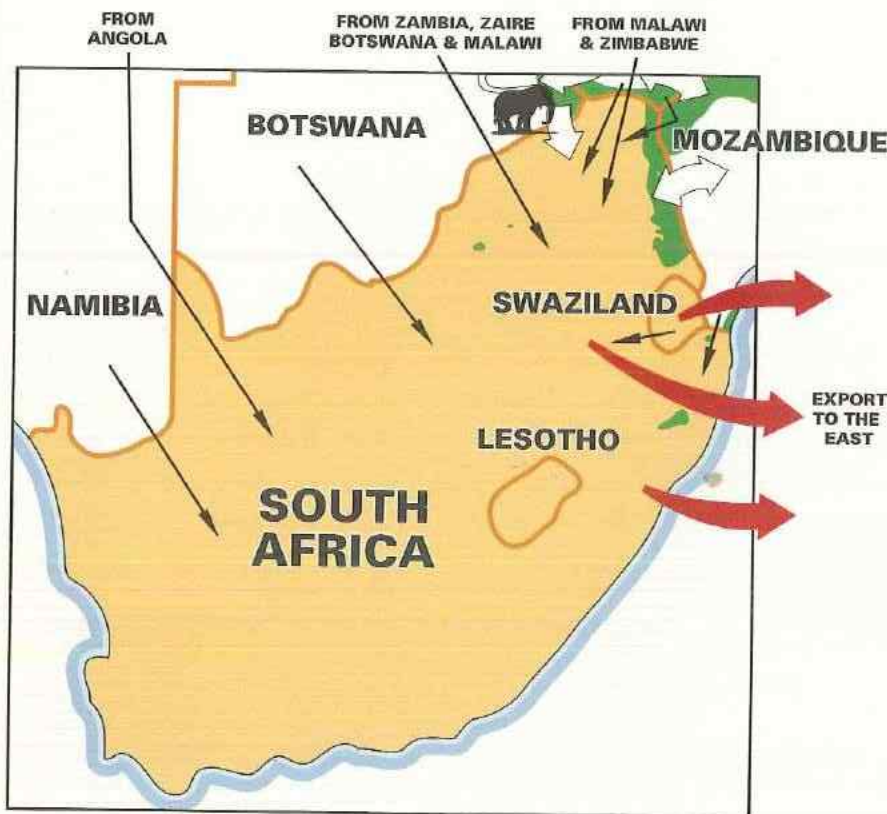 FROM
ANGOLA
FROM ZAMBIA, ZAIRE
BOTSWANA & MALAWI
FROM MALAWI
& ZIMBABWE
BOTSWANA
MOZAMBIQUE
NAMIBIA
SWAZILAND
EXPORT
TO THE
EAST
LESOTHO
SOUTH
AFRICA